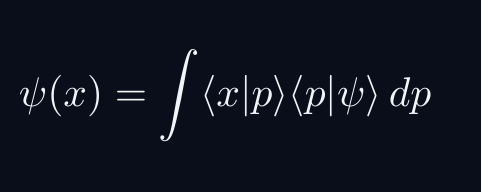 ψ(x) = ∫ ⟨x|p⟩⟨p|ψ⟩ dp